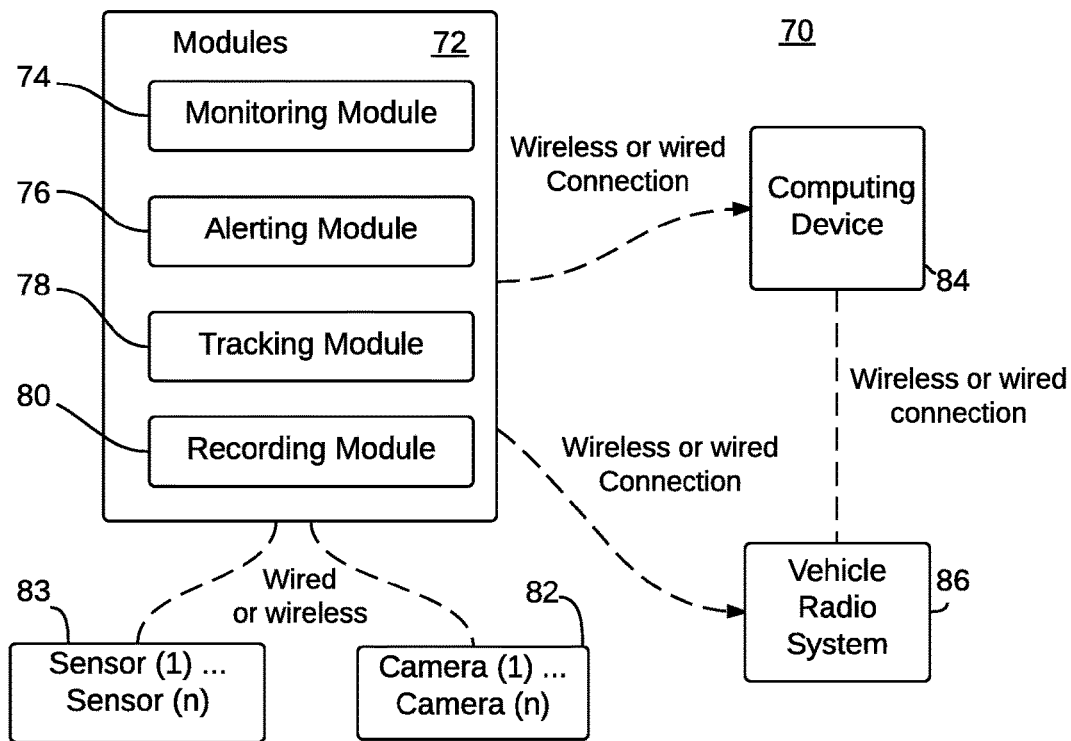 Modules 72
70
74
Monitoring Module
76
Alerting Module
78
Tracking Module
80
Recording Module
Wireless or wired
Connection
Computing
Device
84
Wireless or wired
connection
Wireless or wired
Connection
Vehicle
Radio
System
86
Wired
or wireless
83
Sensor (1) ...
Sensor (n)
82
Camera (1) ...
Camera (n)